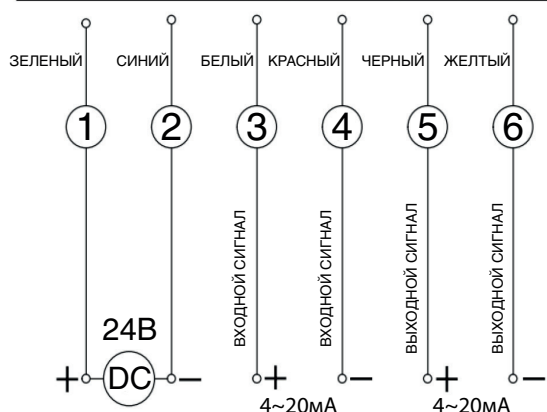 ЗЕЛЕНЫЙ СИНИЙ БЕЛЫЙ КРАСНЫЙ ЧЕРНЫЙ ЖЕЛТЫЙ
1 2 3 4 5 6
ВХОДНОЙ СИГНАЛ
ВХОДНОЙ СИГНАЛ
ВЫХОДНОЙ СИГНАЛ
ВЫХОДНОЙ СИГНАЛ
24В
+ DC − + − + −
4~20мА 4~20мА